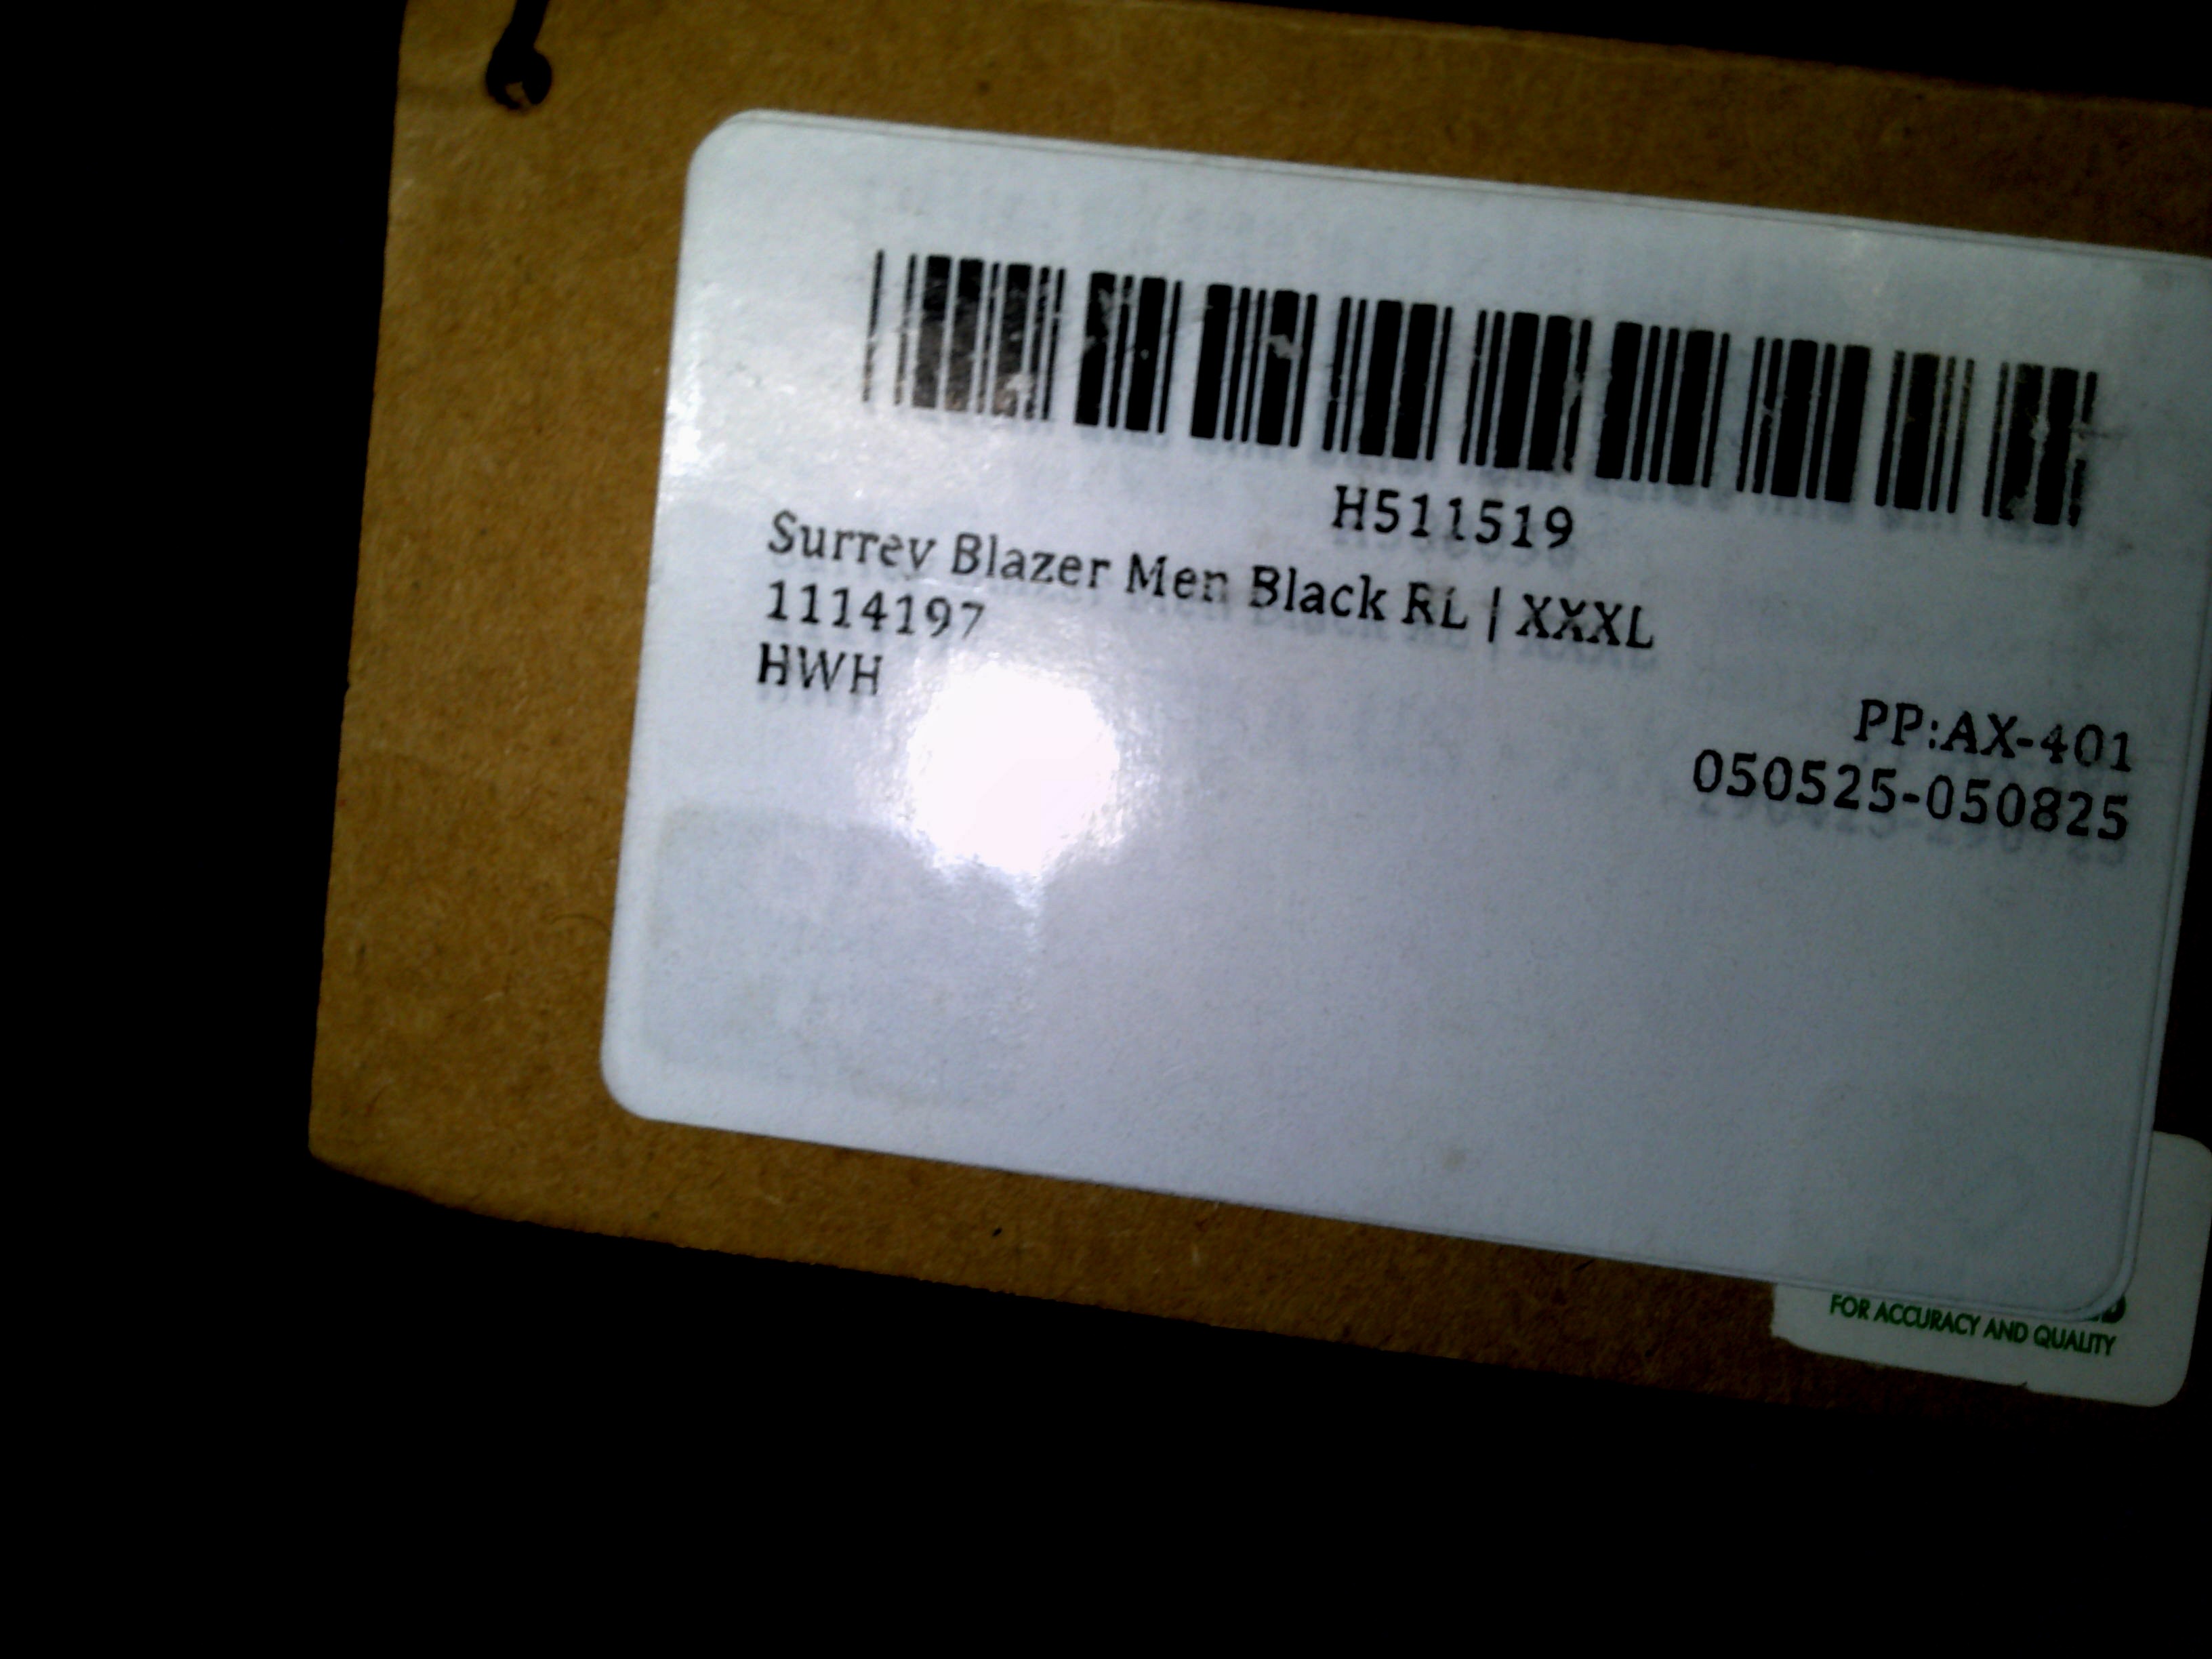 H511519
Surrey Blazer Men Black RL | XXXL
1114197
HWH
PP:AX-401
050525-050825
FOR ACCURACY AND QUALITY